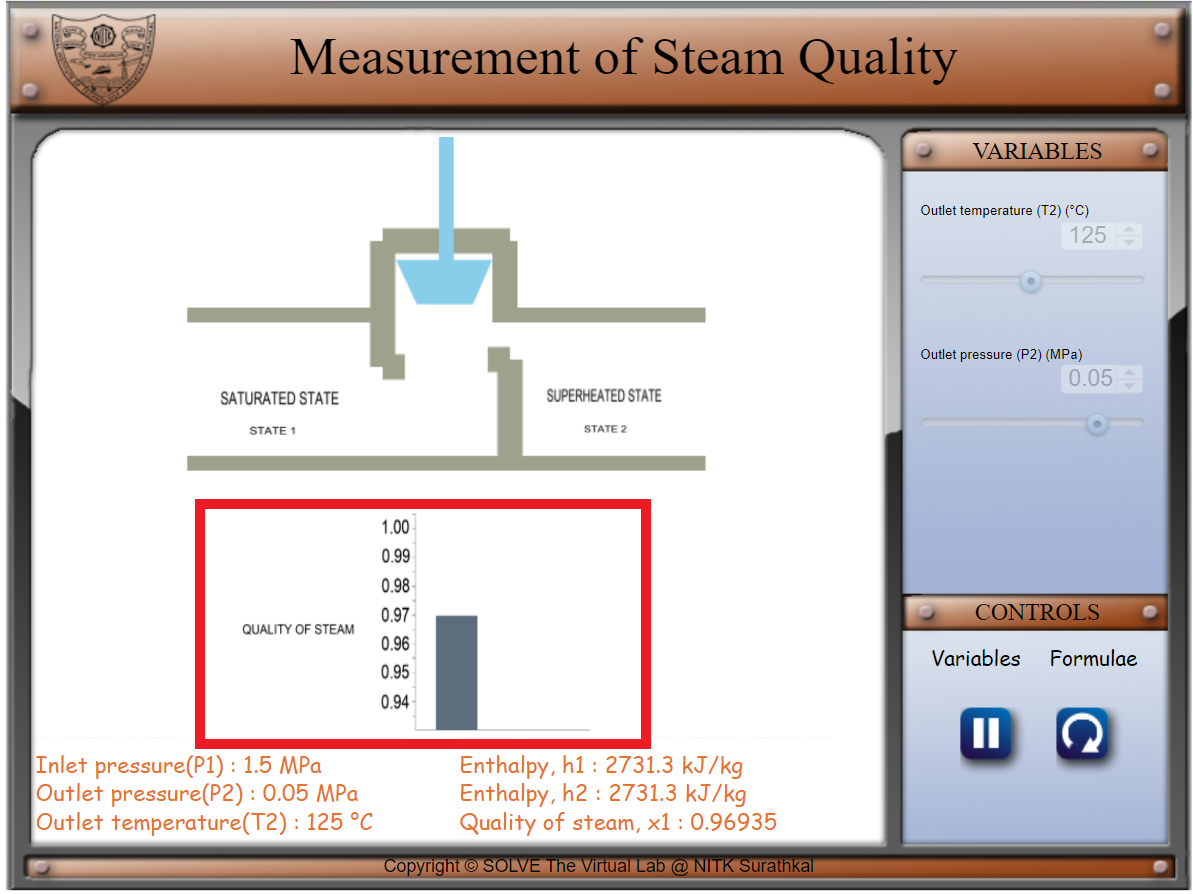 Measurement of Steam Quality
VARIABLES
Outlet temperature (T2) (°C)
125
Outlet pressure (P2) (MPa)
0.05
SATURATED STATE
STATE 1
SUPERHEATED STATE
STATE 2
1.00
0.99
0.98
0.97
0.96
0.95
0.94
QUALITY OF STEAM
CONTROLS
Variables Formulae
Inlet pressure(P1) : 1.5 MPa
Outlet pressure(P2) : 0.05 MPa
Outlet temperature(T2) : 125 °C
Enthalpy, h1 : 2731.3 kJ/kg
Enthalpy, h2 : 2731.3 kJ/kg
Quality of steam, x1 : 0.96935
Copyright © SOLVE The Virtual Lab @ NITK Surathkal